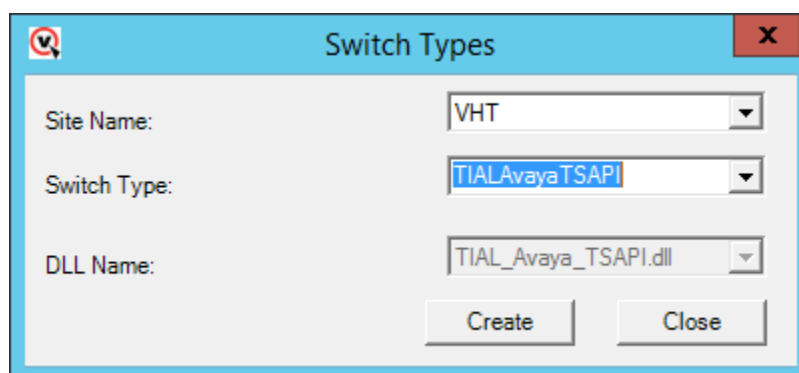 Switch Types
x
Site Name: VHT
Switch Type: TIALAvayaTSAPI
DLL Name: TIAL_Avaya_TSAPI.dll
Create Close